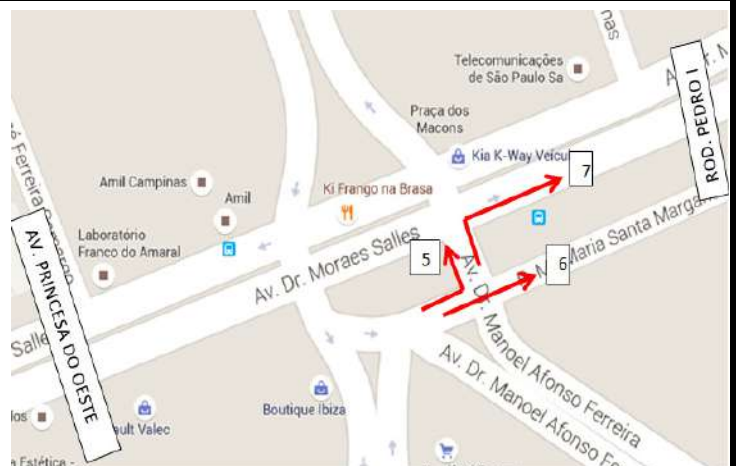 Telecomunicações
de São Paulo Sa
Praça dos
Macons
Kia K-Way Veícu
ROD. PEDRO I
7
Amil Campinas
Amil
Ki Frango na Brasa
Ferreira
Laboratório
Franco do Amaral
AV. PRINCESA DO OESTE
Av. Dr. Moraes Salles
5
6
Maria Santa Marga
Av. Dr. Manoel Afonso Ferreira
Av. Dr. Manoel Afonso Fe
Salle
Boutique Ibiza
ult Valec
a Estética -